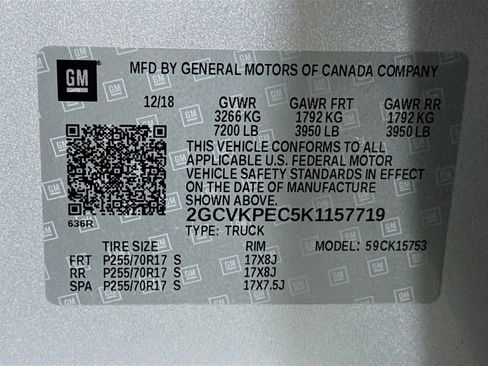 GM
MFD BY GENERAL MOTORS OF CANADA COMPANY
12/18 GVWR GAWR FRT GAWR RR
3266 KG 1792 KG 1792 KG
7200 LB 3950 LB 3950 LB
THIS VEHICLE CONFORMS TO ALL
APPLICABLE U.S. FEDERAL MOTOR
VEHICLE SAFETY STANDARDS IN EFFECT
ON THE DATE OF MANUFACTURE
SHOWN ABOVE.
2GCVKPEC5K1157719
636R TYPE: TRUCK
TIRE SIZE RIM MODEL: 59CK15753
FRT P255/70R17 S 17X8J
RR P255/70R17 S 17X8J
SPA P255/70R17 S 17X7.5J